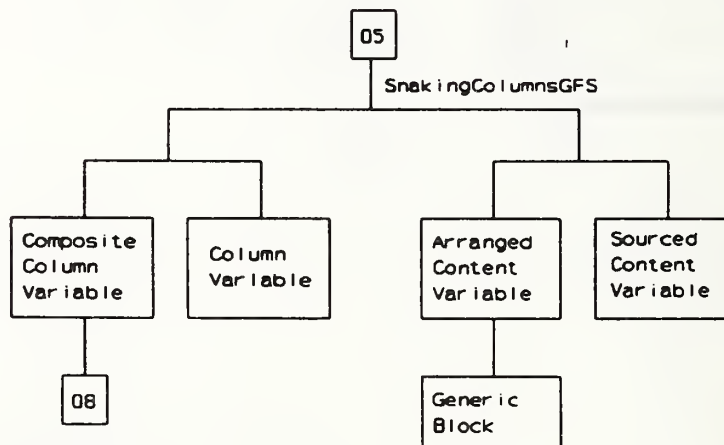 05
SnakingColumnsGFS
Composite
Column
Variable
Column
Variable
Arranged
Content
Variable
Sourced
Content
Variable
08
Generic
Block